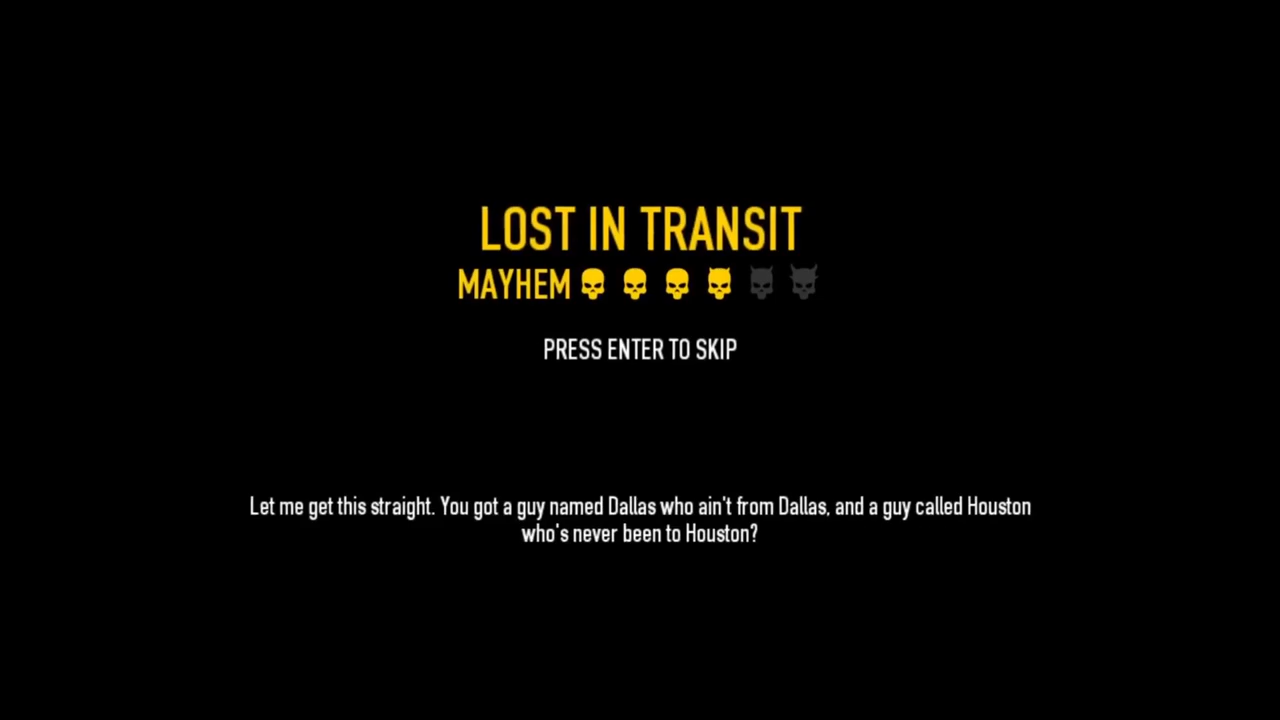 LOST IN TRANSIT
MAYHEM
PRESS ENTER TO SKIP
Let me get this straight. You got a guy named Dallas who ain't from Dallas, and a guy called Houston
who's never been to Houston?